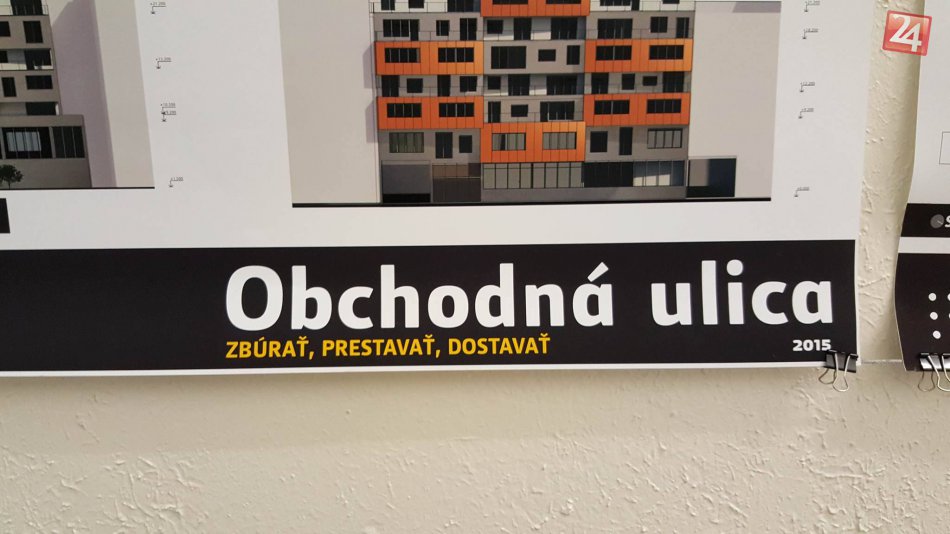 24
Obchodná ulica
ZBÚRAŤ, PRESTAVAŤ, DOSTAVAŤ
2015